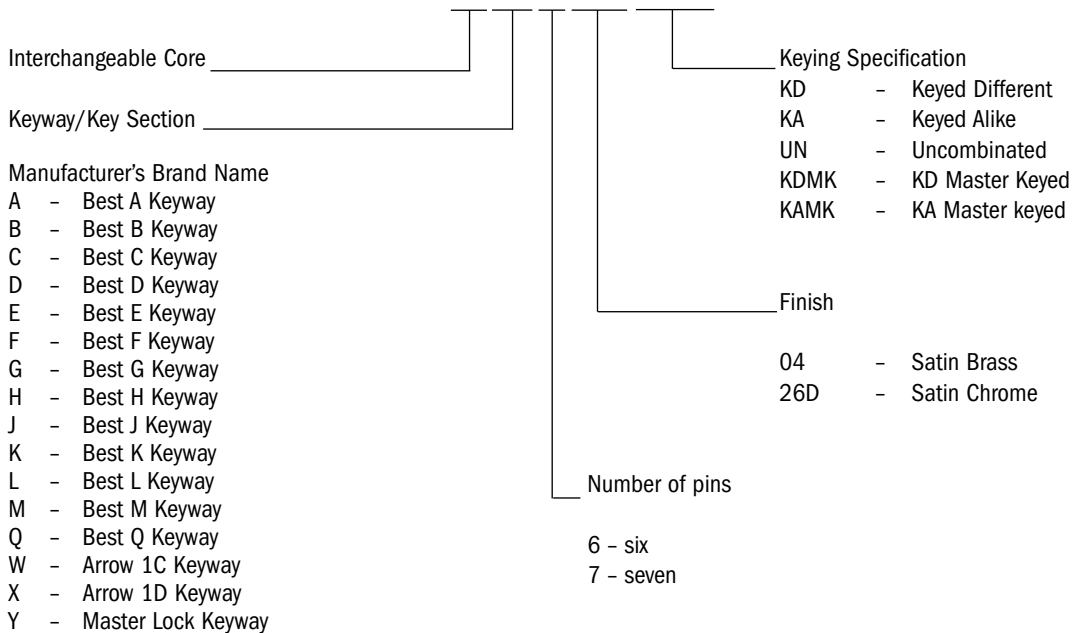 Interchangeable Core
Keyway/Key Section
Manufacturer's Brand Name
A – Best A Keyway
B – Best B Keyway
C – Best C Keyway
D – Best D Keyway
E – Best E Keyway
F – Best F Keyway
G – Best G Keyway
H – Best H Keyway
J – Best J Keyway
K – Best K Keyway
L – Best L Keyway
M – Best M Keyway
Q – Best Q Keyway
W – Arrow 1C Keyway
X – Arrow 1D Keyway
Y – Master Lock Keyway
Number of pins
6 – six
7 – seven
Keying Specification
KD – Keyed Different
KA – Keyed Alike
UN – Uncombinated
KDMK – KD Master Keyed
KAMK – KA Master keyed
Finish
04 – Satin Brass
26D – Satin Chrome